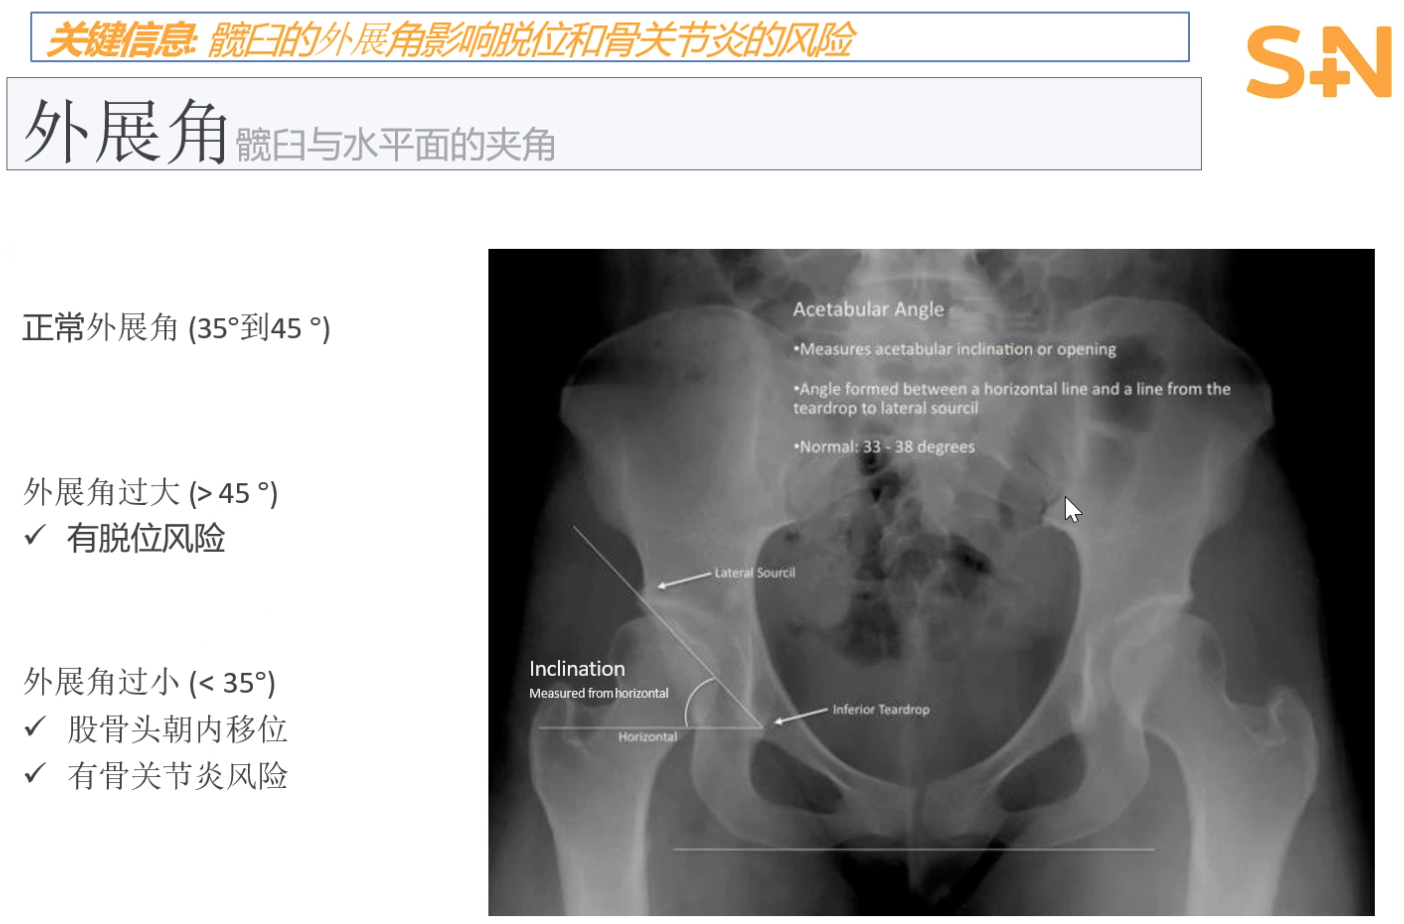 关键信息: 髋臼的外展角影响脱位和骨关节炎的风险
S+N
外展角髋臼与水平面的夹角
正常外展角 (35°到45 °)
外展角过大 (> 45 °)
✓ 有脱位风险
外展角过小 (< 35°)
✓ 股骨头朝内移位
✓ 有骨关节炎风险
Acetabular Angle
•Measures acetabular inclination or opening
•Angle formed between a horizontal line and a line from the
teardrop to lateral sourcil
•Normal: 33 - 38 degrees
Lateral Sourcil
Inclination
Measured from horizontal
Inferior Teardrop
Horizontal